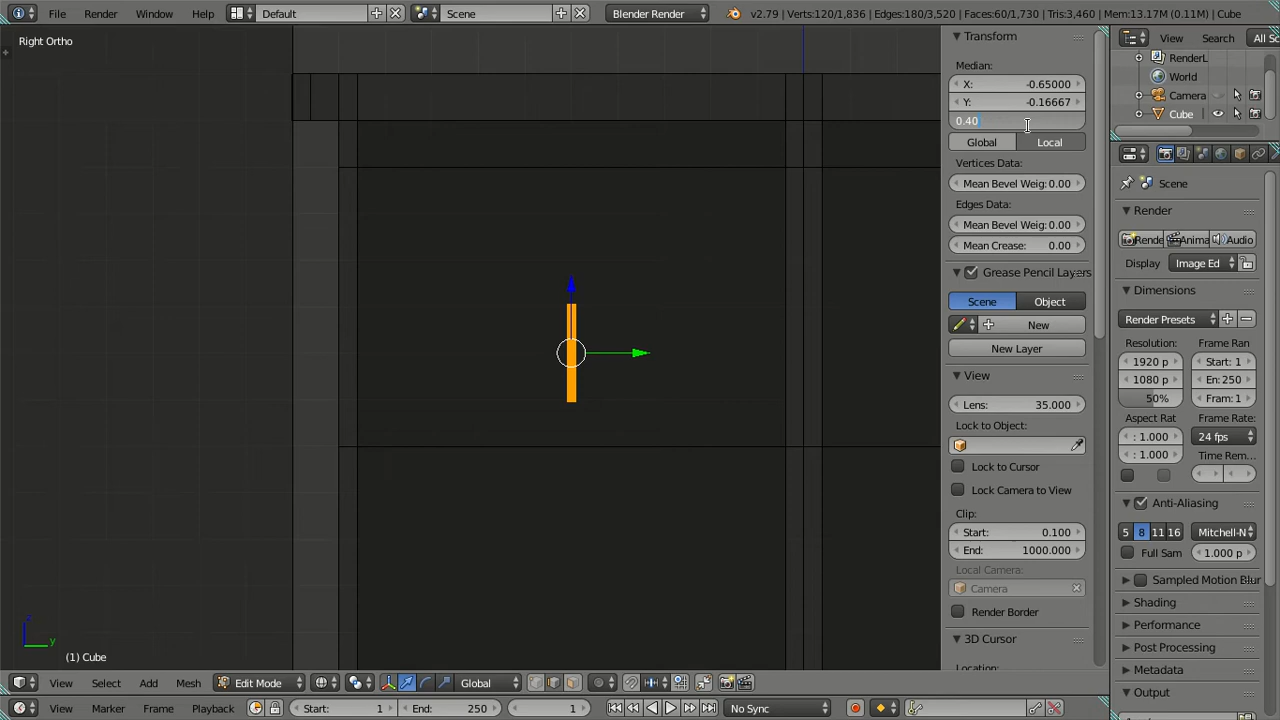 File Render Window Help Default Scene Blender Render v2.79 | Verts:120/1,836 | Edges:180/3,520 | Faces:60/1,730 | Tris:3,460 | Mem:13.17M (0.11M) | Cube
Right Ortho
Transform
Median:
X: -0.65000
Y: -0.16667
0.40
Global Local
Vertices Data:
Mean Bevel Weig: 0.00
Edges Data:
Mean Bevel Weig: 0.00
Mean Crease: 0.00
Grease Pencil Layers
Scene Object
New
New Layer
View
Lens: 35.000
Lock to Object:
Lock to Cursor
Lock Camera to View
Clip:
Start: 0.100
End: 1000.000
Local Camera:
Camera
Render Border
3D Cursor
Location:
View Search All Sc
RenderL
World
Camera
Cube
Scene
Render
Rende Anima Audio
Display Image Ed
Dimensions
Render Presets
Resolution: Frame Ran
1920 p Start: 1
1080 p En: 250
50% Fram: 1
Aspect Rat Frame Rate:
: 1.000 24 fps
: 1.000 Time Rem...
Anti-Aliasing
5 8 11 16 Mitchell-N
Full Sam 1.000 p
Sampled Motion Blur
Shading
Performance
Post Processing
Metadata
Output
z
y
(1) Cube
View Select Add Mesh Edit Mode Global
View Marker Frame Playback Start: 1 End: 250 1 No Sync